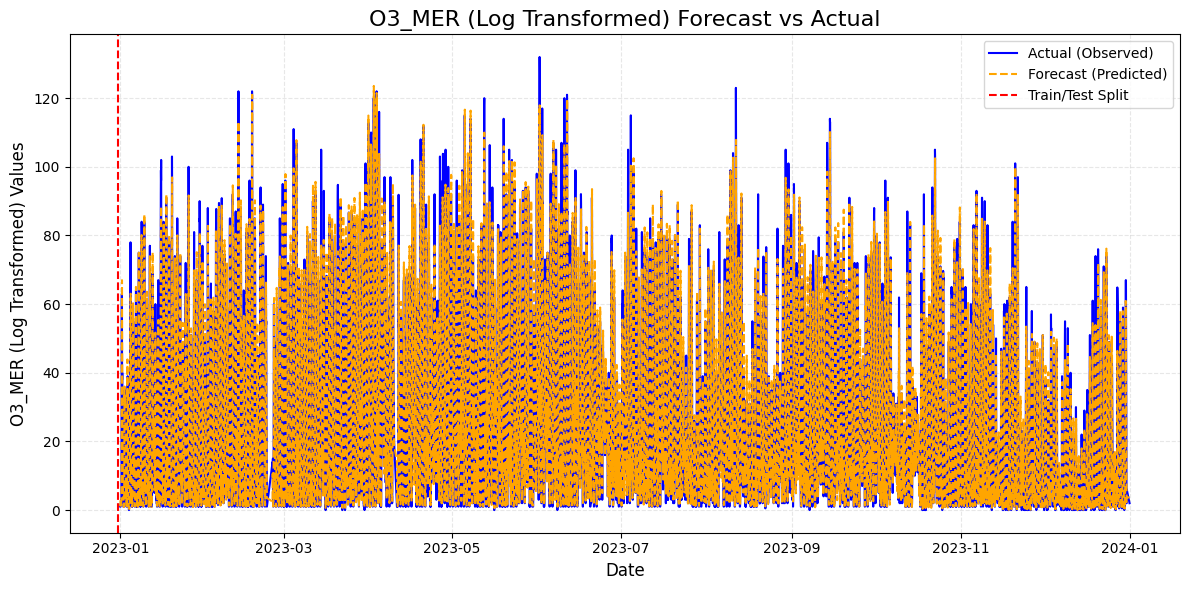 O3_MER (Log Transformed) Forecast vs Actual
Actual (Observed)
Forecast (Predicted)
Train/Test Split
O3_MER (Log Transformed) Values
120
100
80
60
40
20
0
2023-01
2023-03
2023-05
2023-07
2023-09
2023-11
2024-01
Date